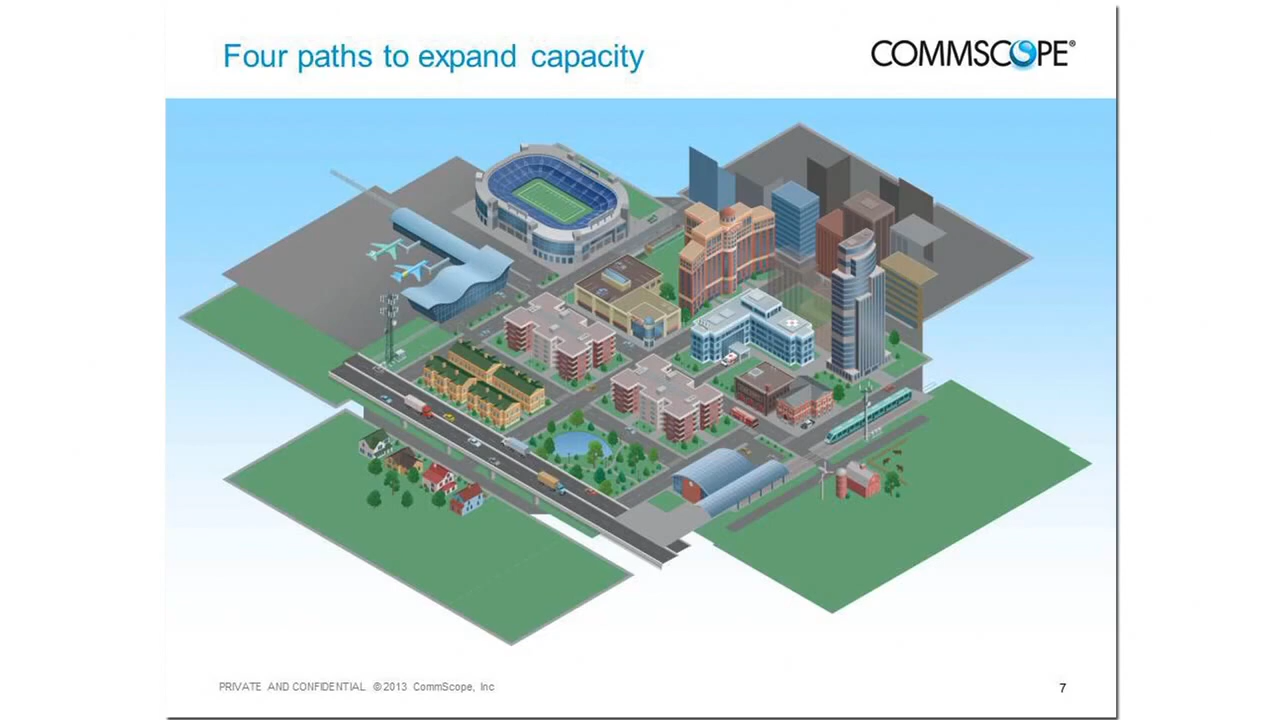 Four paths to expand capacity
COMMSCOPE®
PRIVATE AND CONFIDENTIAL © 2013 CommScope, Inc
7